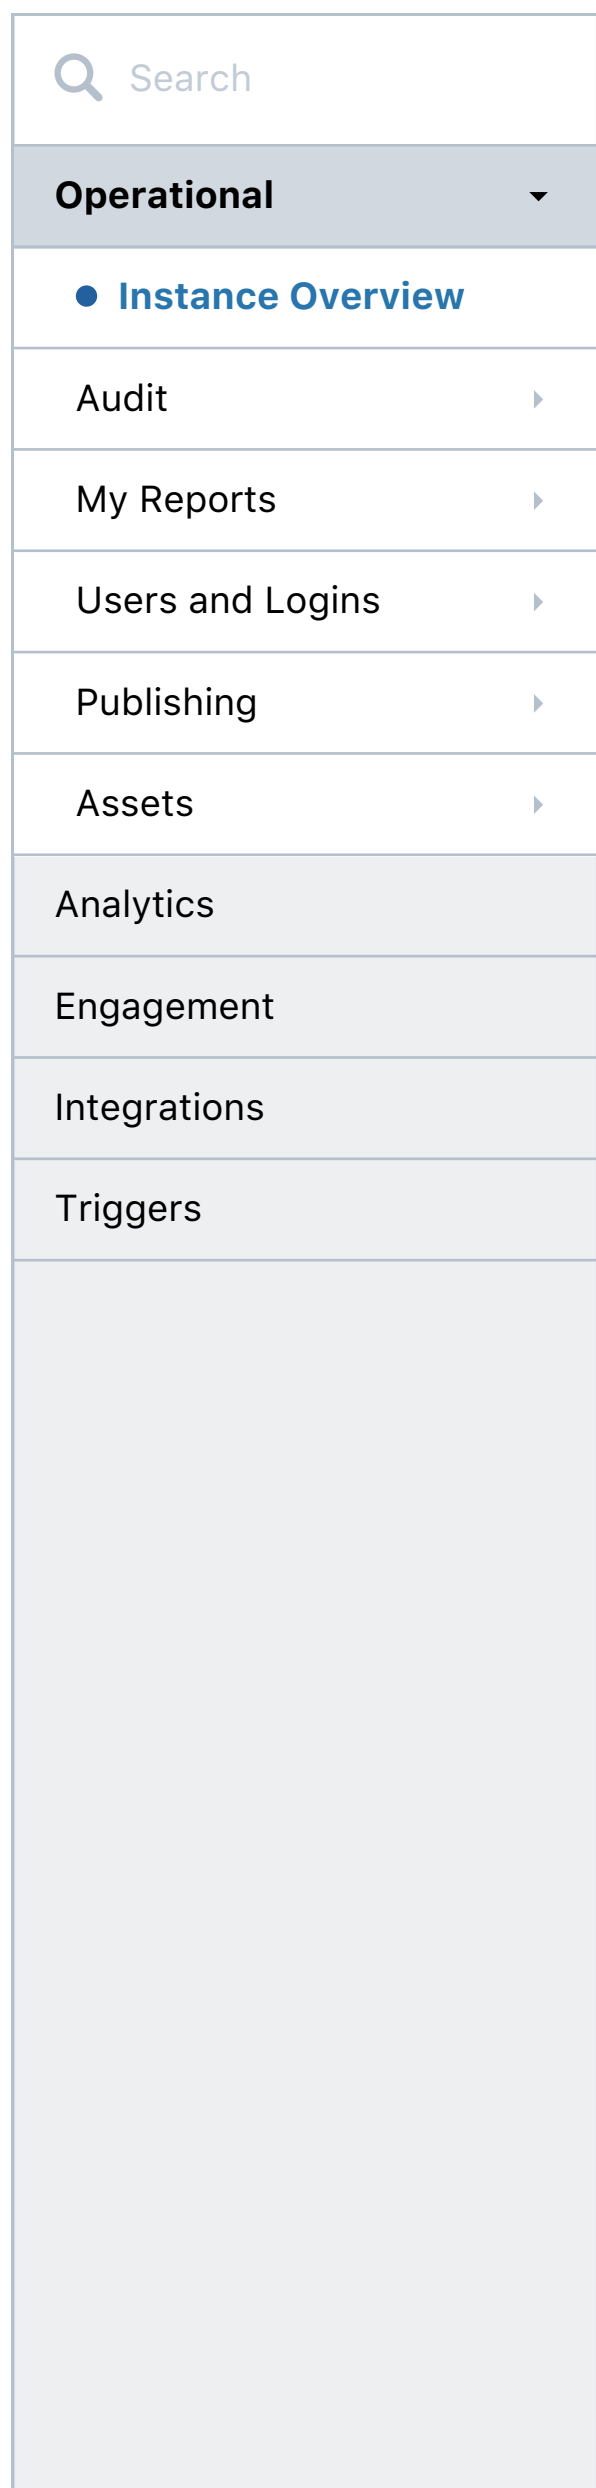 Search
Operational
Instance Overview
Audit
My Reports
Users and Logins
Publishing
Assets
Analytics
Engagement
Integrations
Triggers